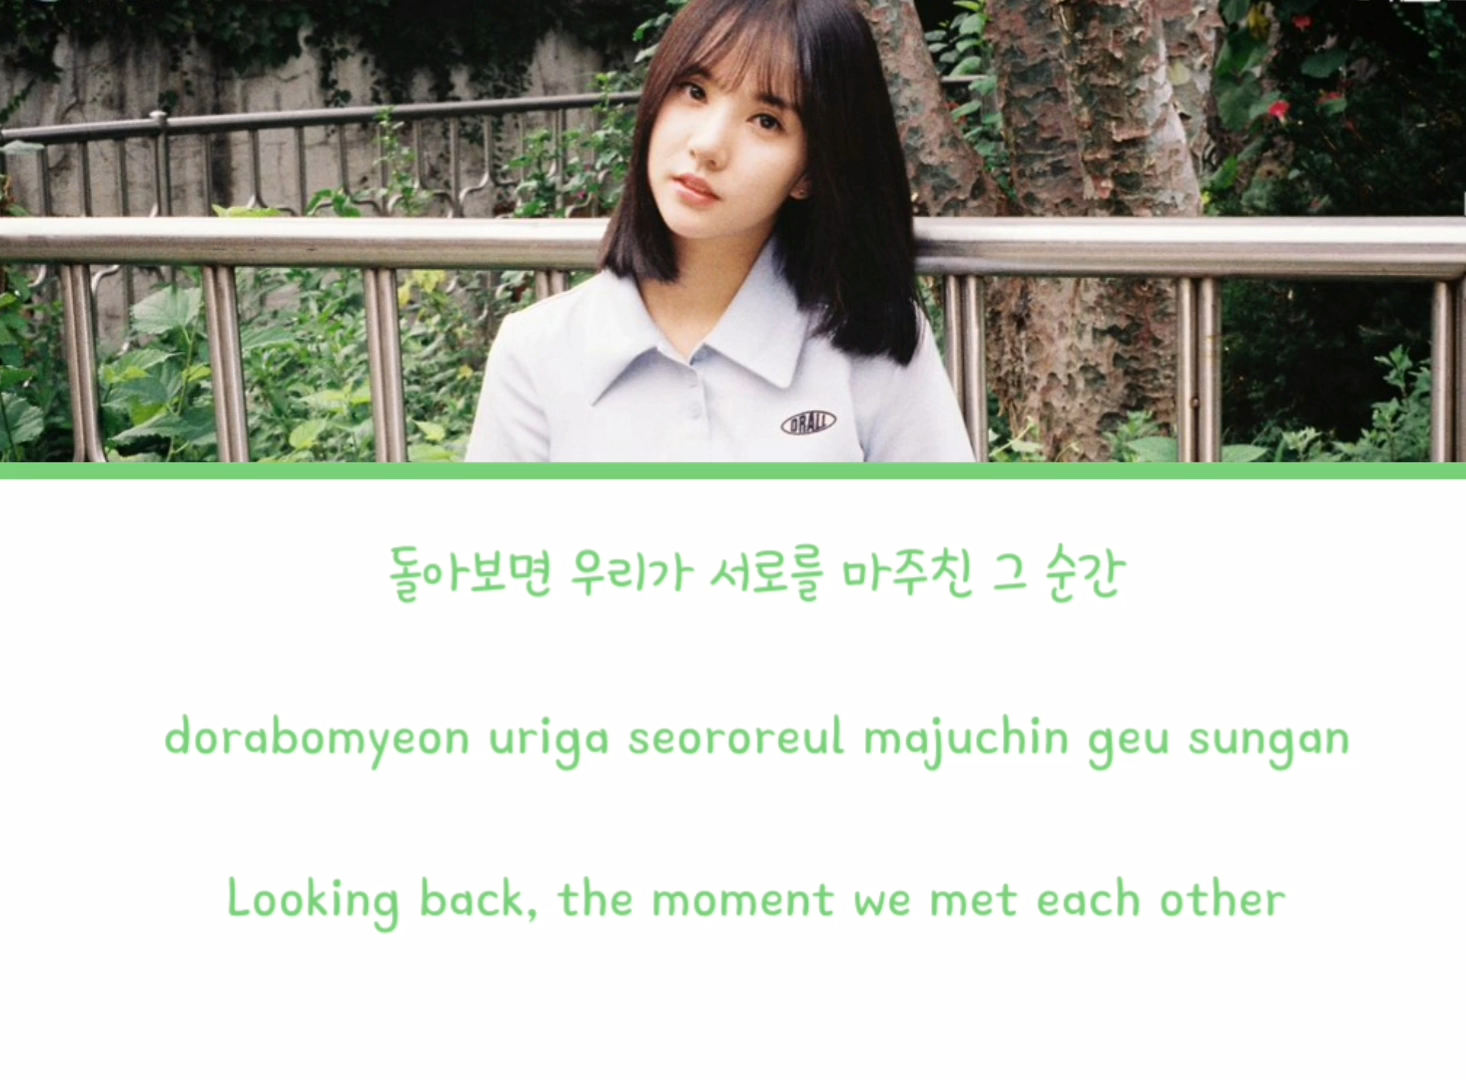 ORALL
돌아보면 우리가 서로를 마주친 그 순간
dorabomyeon uriga seororeul majuchin geu sungan
Looking back, the moment we met each other